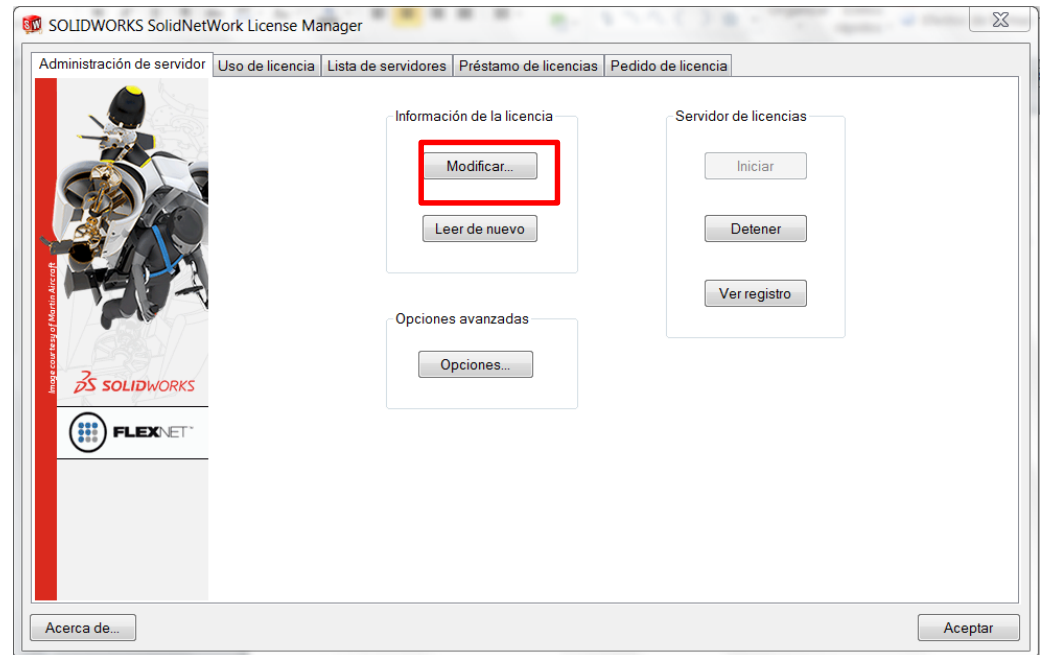 SOLIDWORKS SolidNetWork License Manager
Administración de servidor Uso de licencia Lista de servidores Préstamo de licencias Pedido de licencia
Información de la licencia
Modificar...
Leer de nuevo
Servidor de licencias
Iniciar
Detener
Ver registro
Opciones avanzadas
Opciones...
Image courtesy of Martin Aircraft
SOLIDWORKS
FLEXNET
Acerca de...
Aceptar